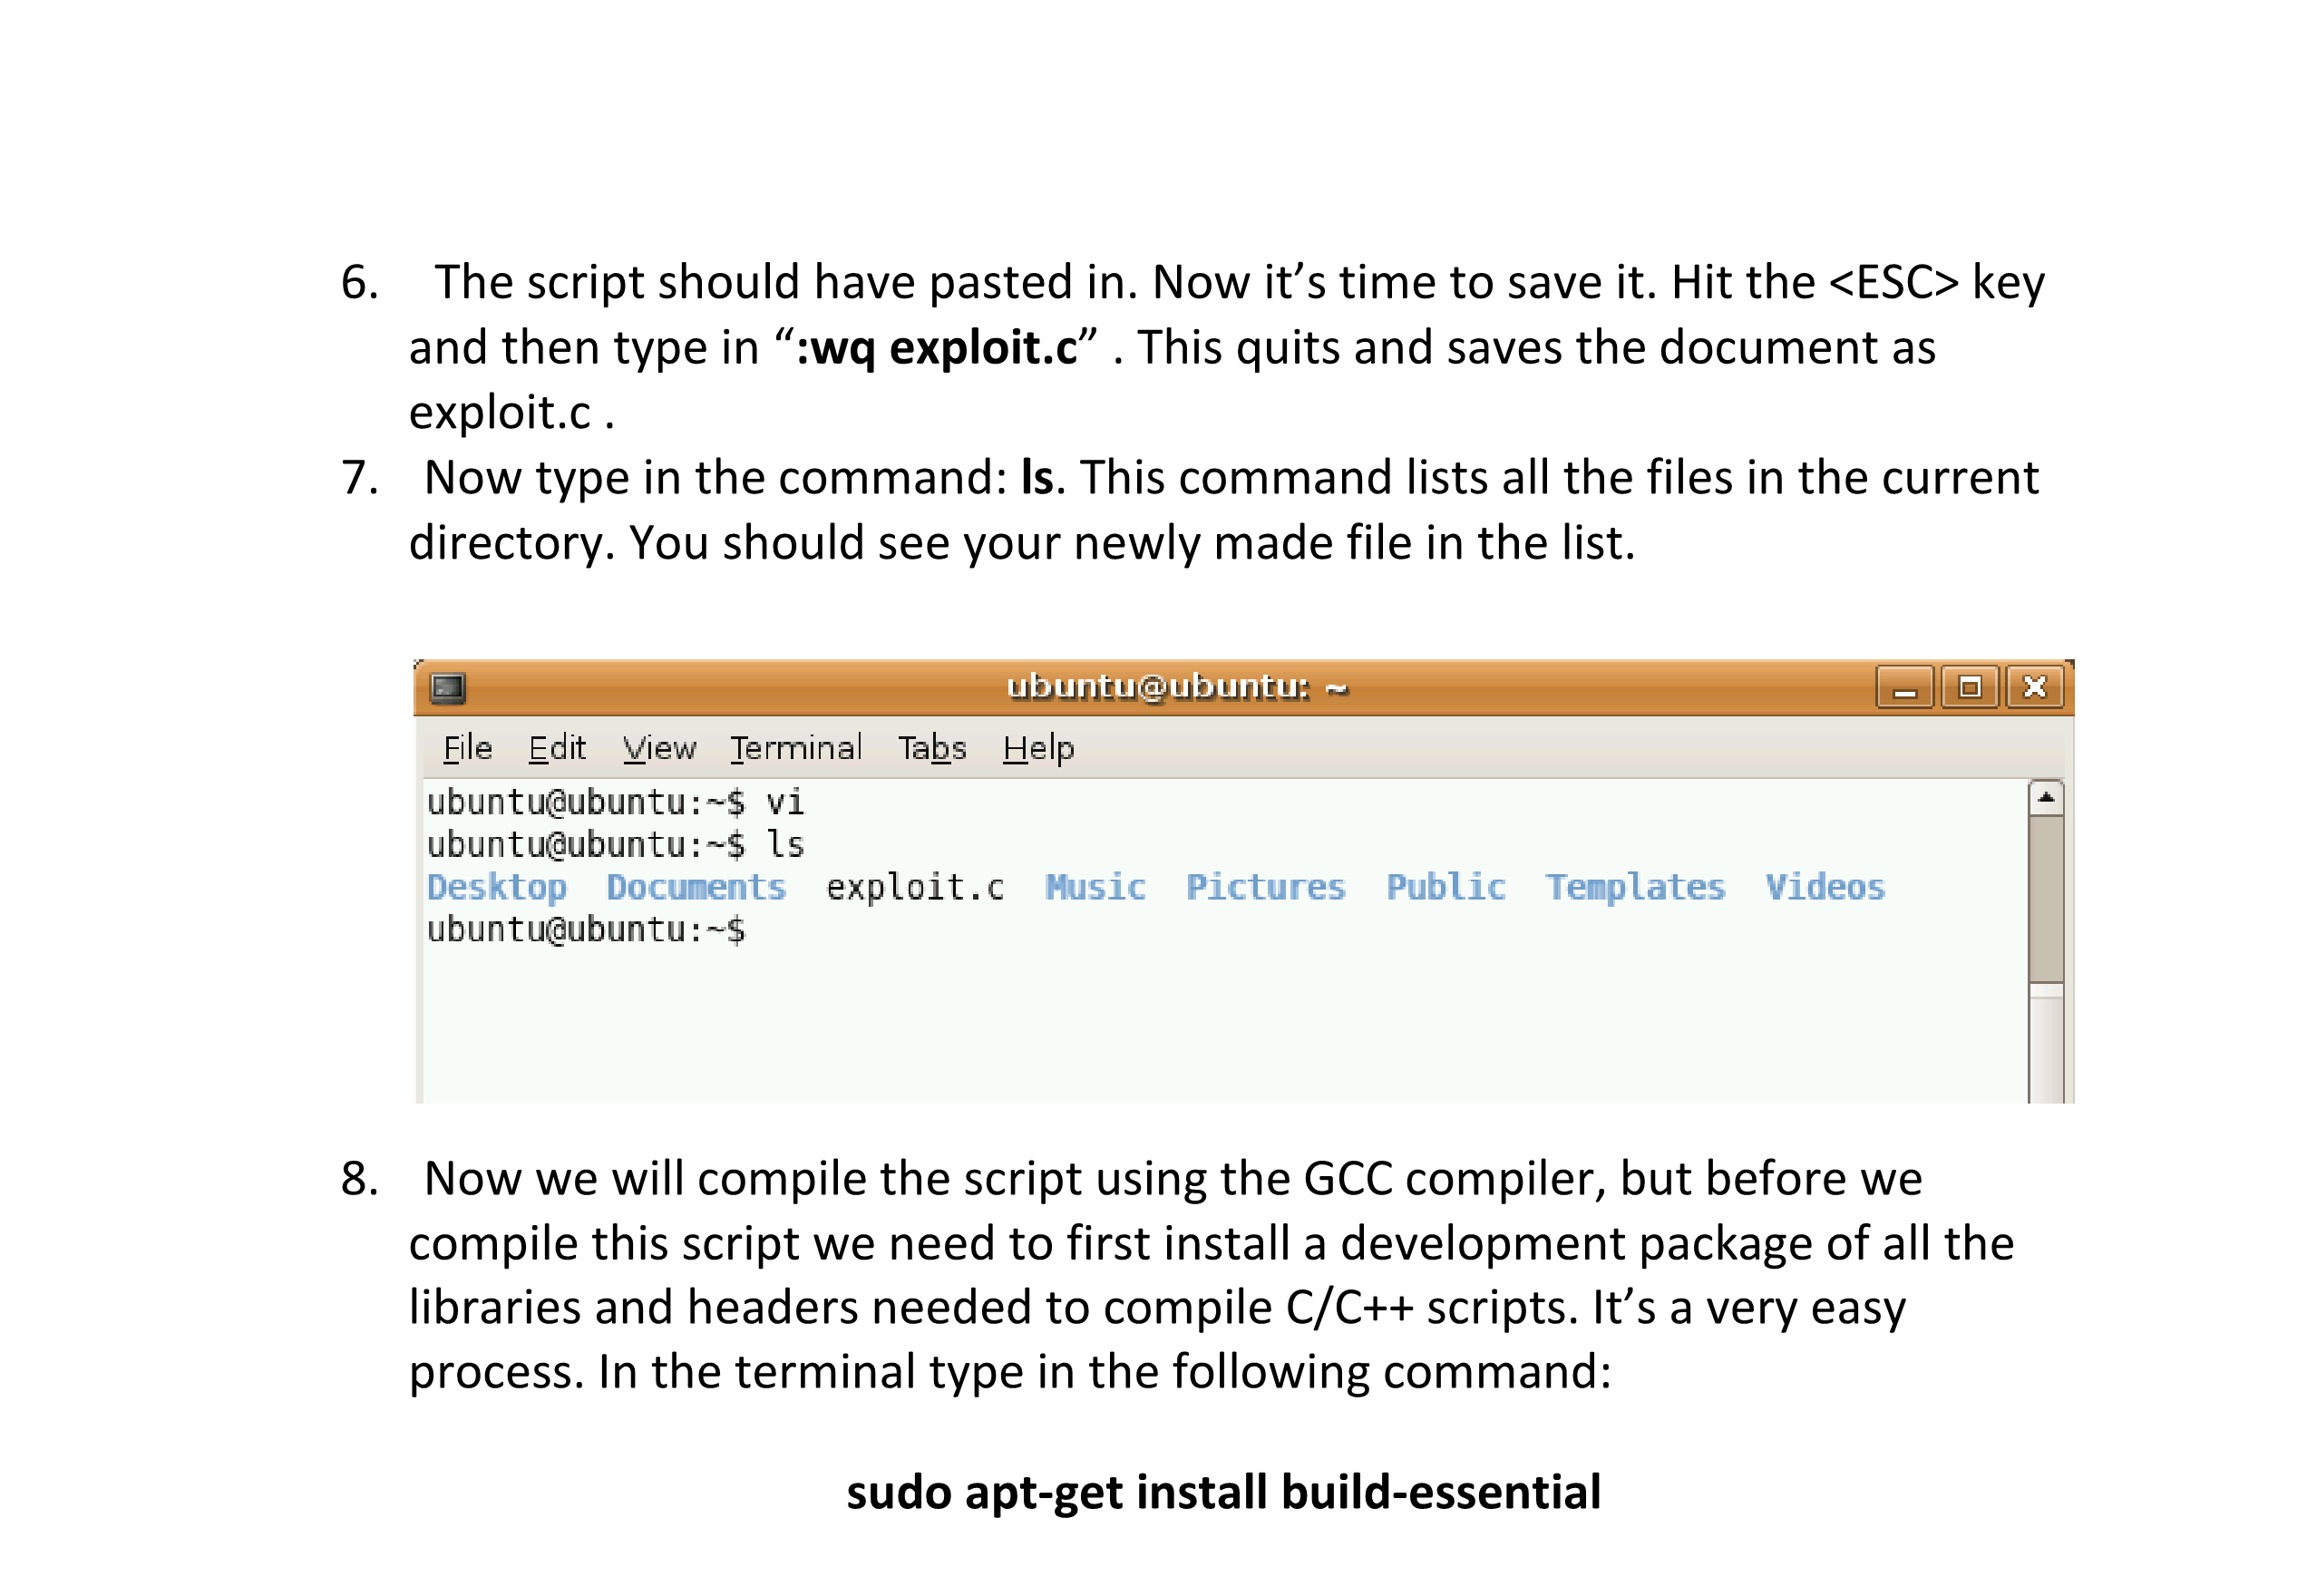 6. The script should have pasted in. Now it’s time to save it. Hit the <ESC> key
and then type in “:wq exploit.c” . This quits and saves the document as
exploit.c .
7. Now type in the command: ls. This command lists all the files in the current
directory. You should see your newly made file in the list.
ubuntu@ubuntu: ~
File Edit View Terminal Tabs Help
ubuntu@ubuntu:~$ vi
ubuntu@ubuntu:~$ ls
Desktop Documents exploit.c Music Pictures Public Templates Videos
ubuntu@ubuntu:~$
8. Now we will compile the script using the GCC compiler, but before we
compile this script we need to first install a development package of all the
libraries and headers needed to compile C/C++ scripts. It’s a very easy
process. In the terminal type in the following command:
sudo apt-get install build-essential